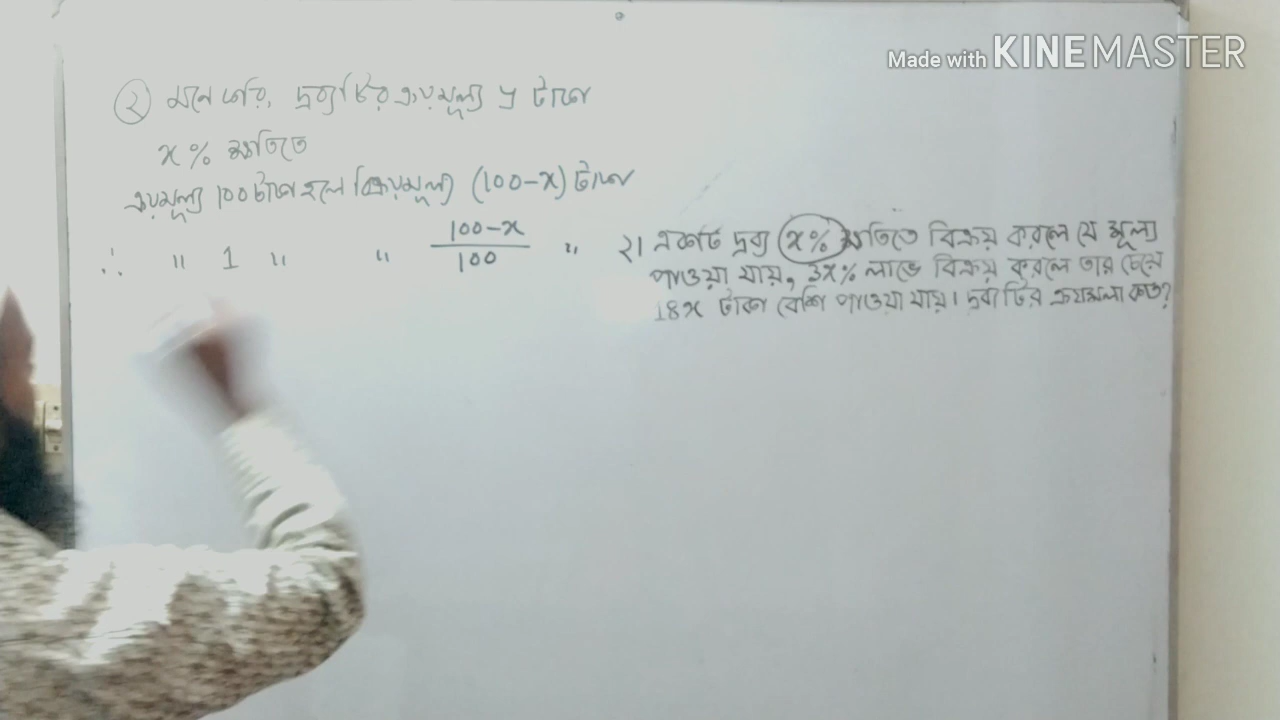 Made with KINEMASTER
২ মনে করি, দ্রব্যটির ক্রয়মূল্য y টাকা
x% ক্ষতিতে
ক্রয়মূল্য 100 টাকা হলে বিক্রয়মূল্য (100-x) টাকা
∴ " 1 " " \frac{100-x}{100} "
২। একটি দ্রব্য x% ক্ষতিতে বিক্রয় করলে যে মূল্য
পাওয়া যায়, 3x% লাভে বিক্রয় করলে তার চেয়ে
18x টাকা বেশি পাওয়া যায়। দ্রব্যটির ক্রয়মূল্য কত?